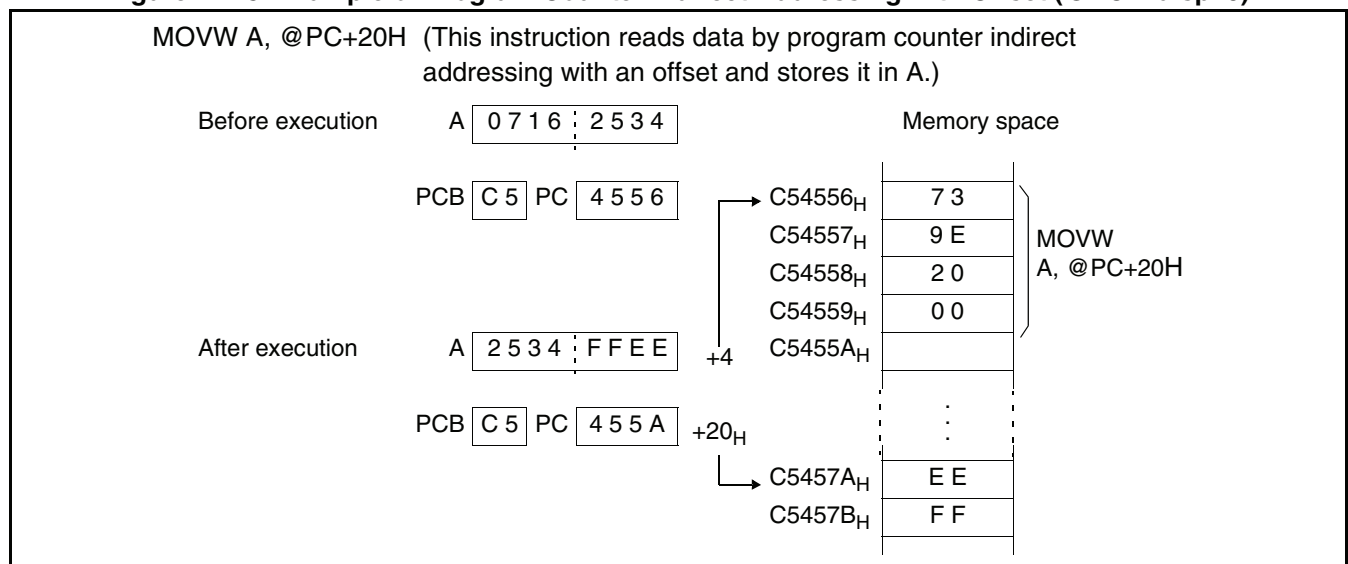 MOVW A, @PC+20H (This instruction reads data by program counter indirect
addressing with an offset and stores it in A.)
Before execution A 0716 2534 Memory space
PCB C5 PC 4556 C54556H 73
C54557H 9E MOVW
C54558H 20 A, @PC+20H
C54559H 00
After execution A 2534 FFEE +4 C5455AH
PCB C5 PC 455A +20H
C5457AH EE
C5457BH FF